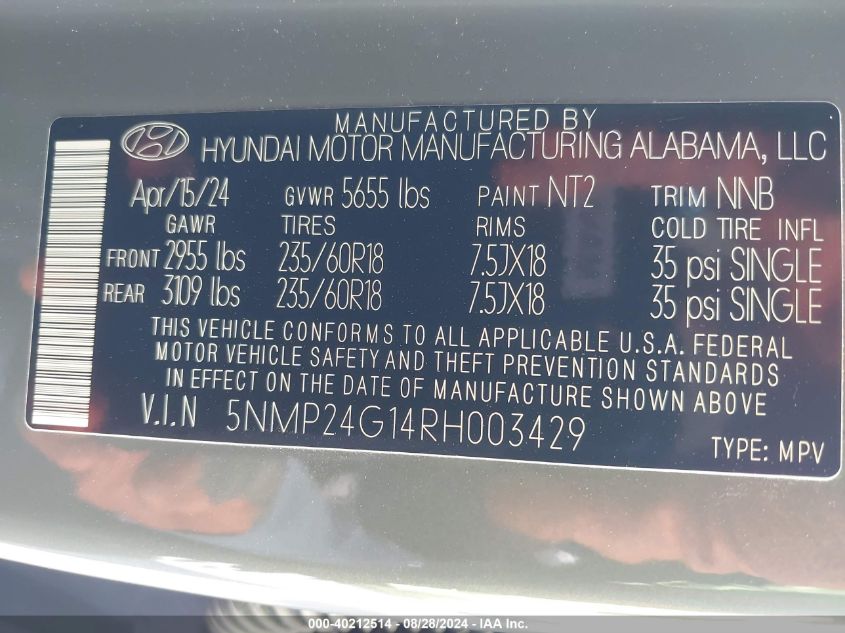 MANUFACTURED BY
HYUNDAI MOTOR MANUFACTURING ALABAMA, LLC
Apr/15/24 GVWR 5655 lbs PAINT NT2 TRIM NNB
GAWR TIRES RIMS COLD TIRE INFL
FRONT 2955 lbs 235/60R18 7.5JX18 35 psi SINGLE
REAR 3109 lbs 235/60R18 7.5JX18 35 psi SINGLE
THIS VEHICLE CONFORMS TO ALL APPLICABLE U.S.A. FEDERAL
MOTOR VEHICLE SAFETY AND THEFT PREVENTION STANDARDS
IN EFFECT ON THE DATE OF MANUFACTURE SHOWN ABOVE
V.I.N 5NMP24G14RH003429
TYPE: MPV
000-40212514 - 08/28/2024 - IAA Inc.